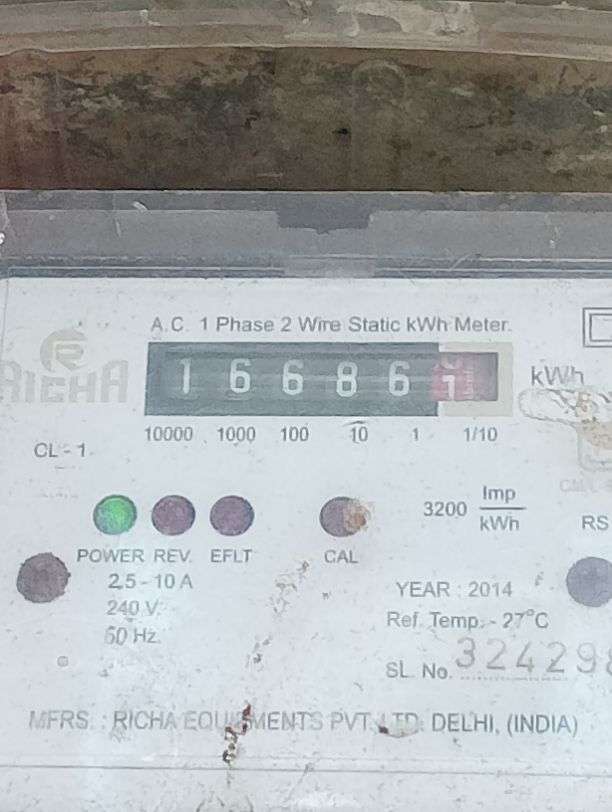 A.C. 1 Phase 2 Wire Static kWh Meter.
RICHA
1 6 6 8 6 1 kWh
10000 1000 100 10 1 1/10
CL - 1
3200 Imp
kWh
RS
POWER REV. EFLT CAL
2.5 - 10 A
240 V
50 Hz.
YEAR : 2014
Ref. Temp. - 27°C
SL. No. 32429
MFRS. : RICHA EQUIPMENTS PVT. LTD. DELHI, (INDIA)